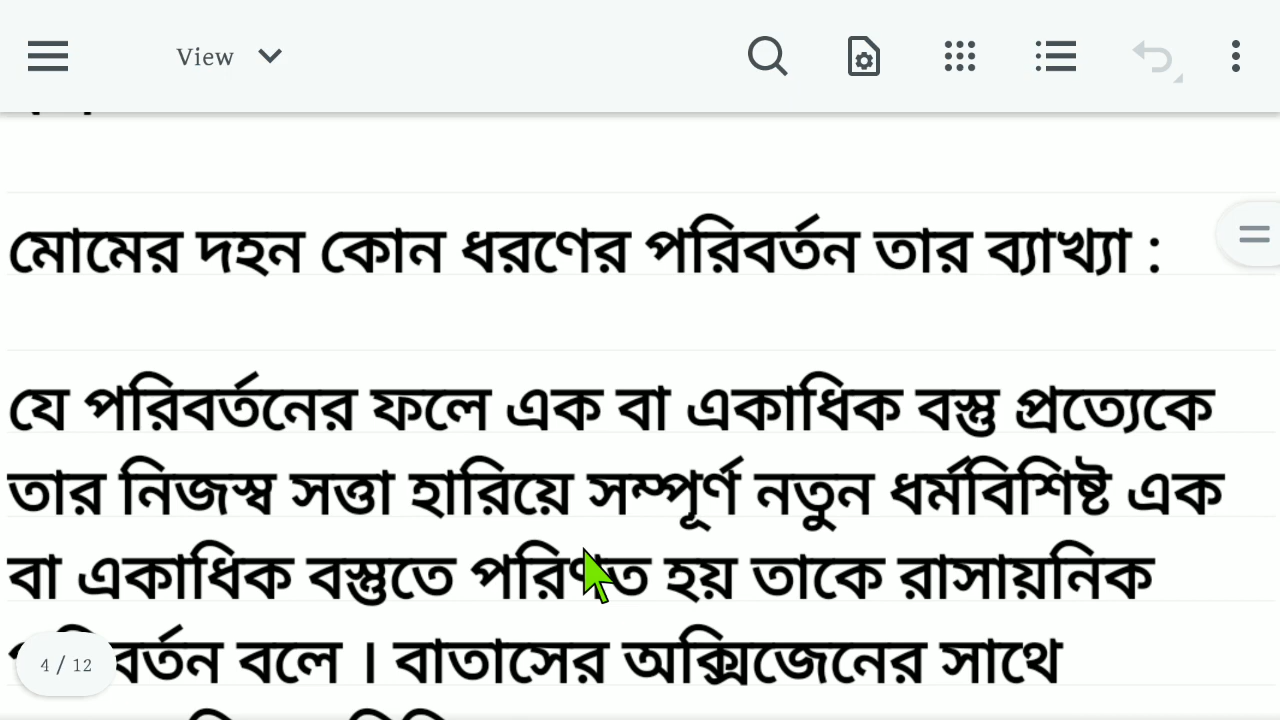 View
মোমের দহন কোন ধরণের পরিবর্তন তার ব্যাখ্যা :
যে পরিবর্তনের ফলে এক বা একাধিক বস্তু প্রত্যেকে
তার নিজস্ব সত্তা হারিয়ে সম্পূর্ণ নতুন ধর্মবিশিষ্ট এক
বা একাধিক বস্তুতে পরিণত হয় তাকে রাসায়নিক
পরিবর্তন বলে । বাতাসের অক্সিজেনের সাথে
4 / 12